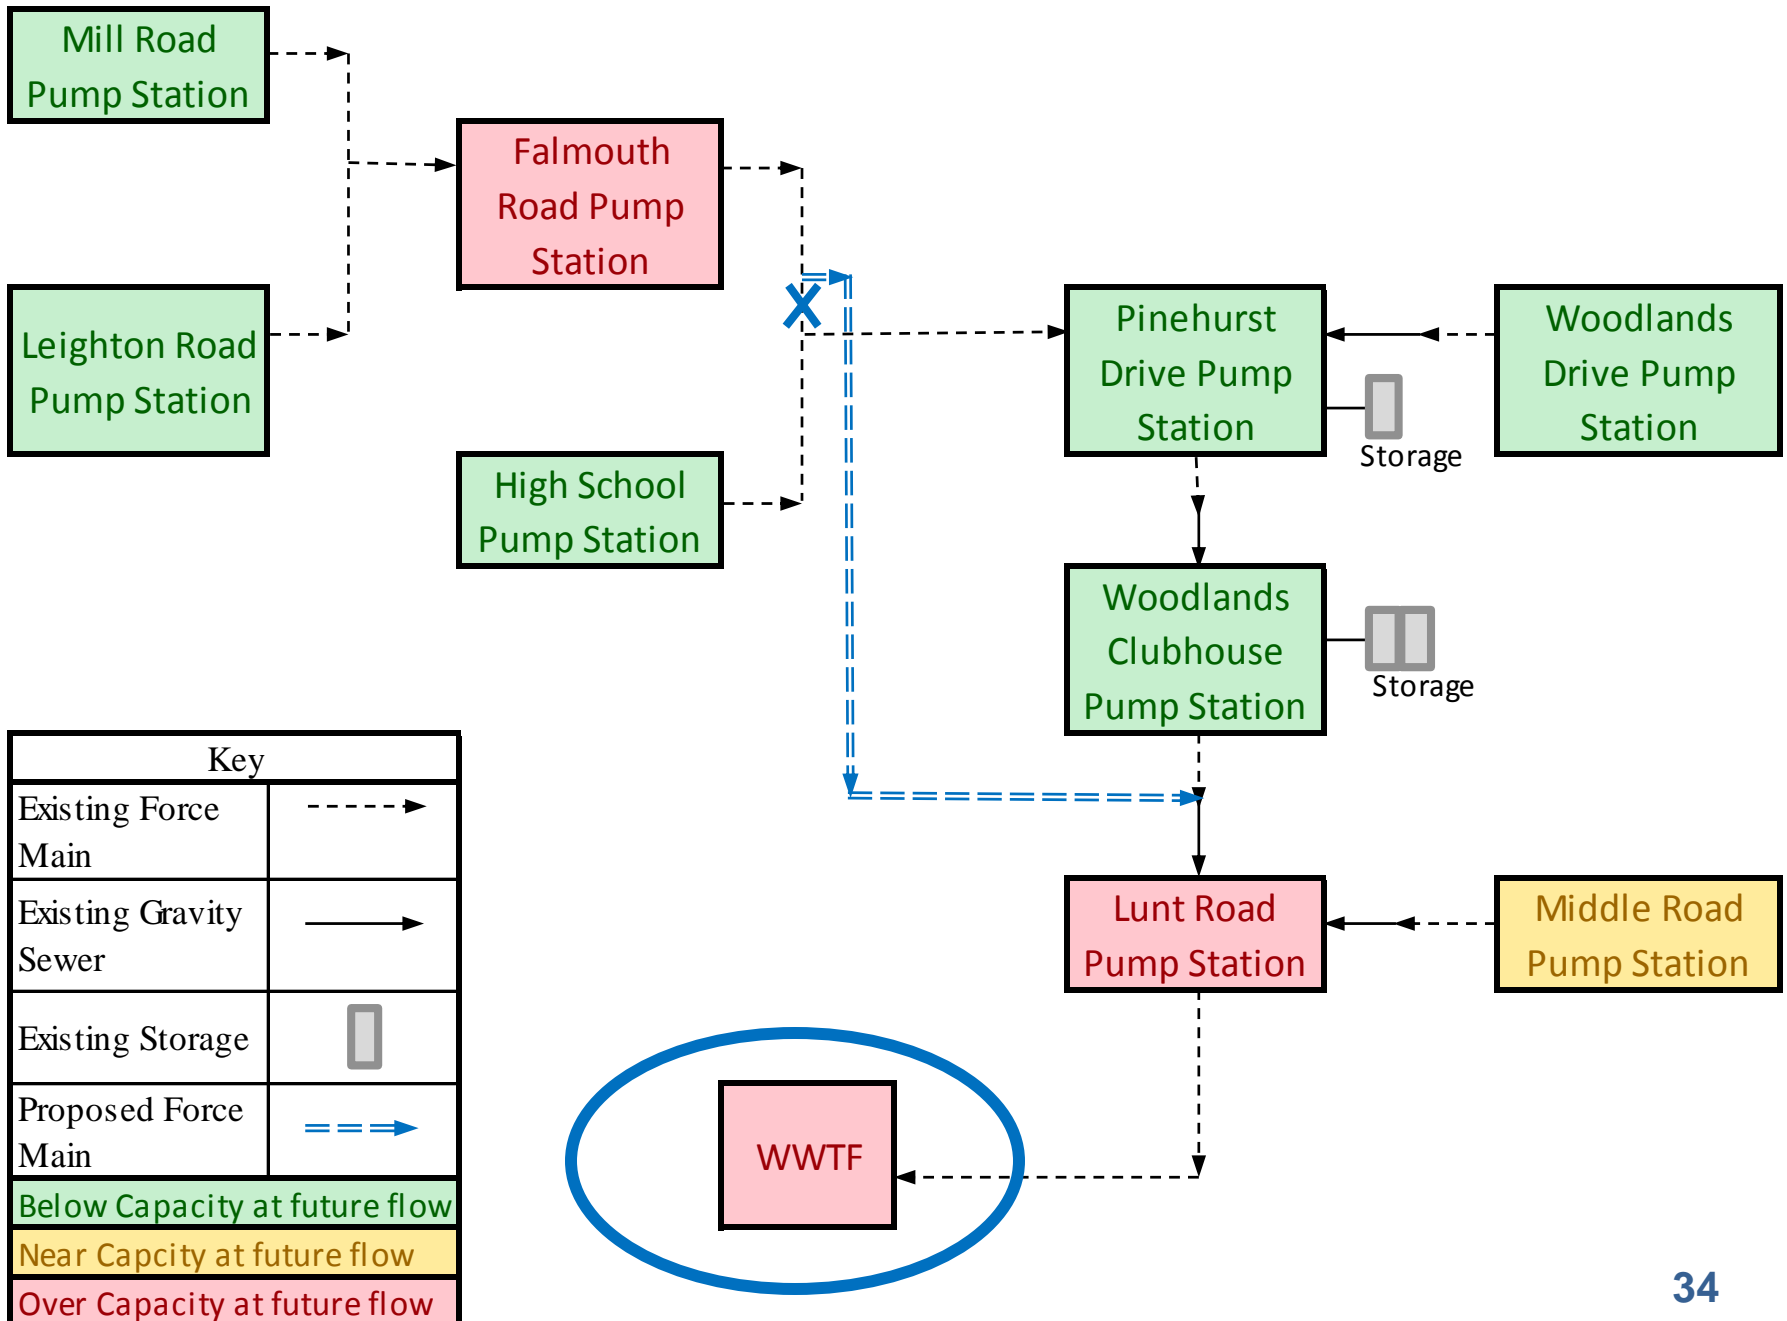 Mill Road
Pump Station
Falmouth
Road Pump
Station
Leighton Road
Pump Station
High School
Pump Station
Pinehurst
Drive Pump
Station
Storage
Woodlands
Drive Pump
Station
Woodlands
Clubhouse
Pump Station
Storage
Lunt Road
Pump Station
Middle Road
Pump Station
WWTF
Key
Existing Force
Main
Existing Gravity
Sewer
Existing Storage
Proposed Force
Main
Below Capacity at future flow
Near Capcity at future flow
Over Capacity at future flow
34